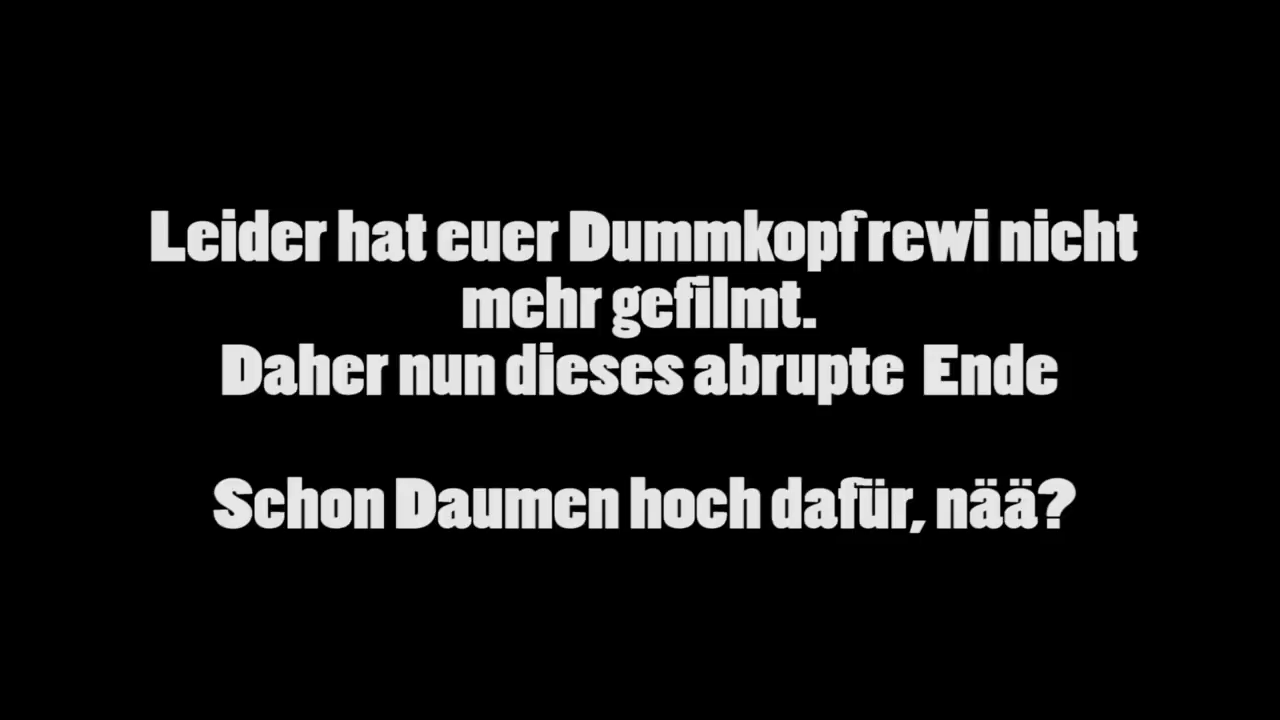 Leider hat euer Dummkopf rewi nicht
mehr gefilmt.
Daher nun dieses abrupte Ende
Schon Daumen hoch dafür, nää?